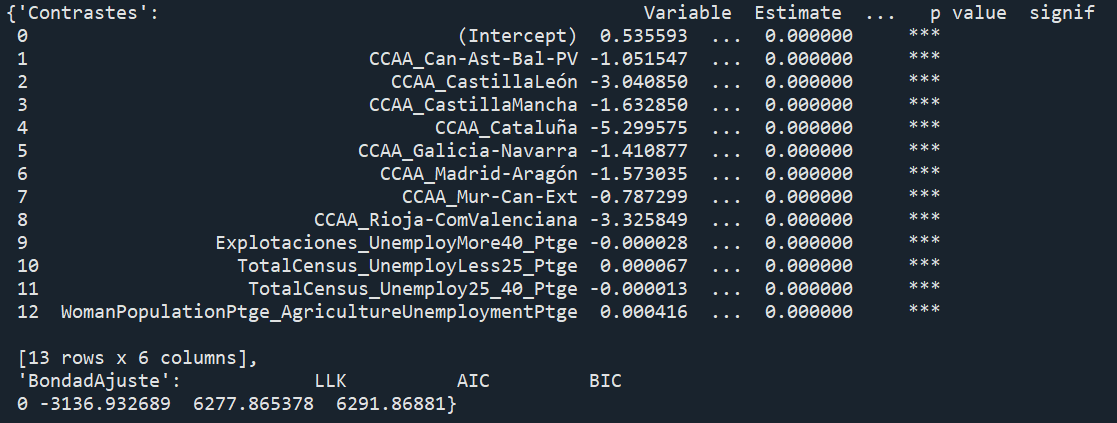 {'Contrastes':                                           Variable  Estimate  ...   p value  signif
 0                                        (Intercept)  0.535593  ...  0.000000     ***
 1                                CCAA_Can-Ast-Bal-PV -1.051547  ...  0.000000     ***
 2                                  CCAA_CastillaLeón -3.040850  ...  0.000000     ***
 3                                CCAA_CastillaMancha -1.632850  ...  0.000000     ***
 4                                      CCAA_Cataluña -5.299575  ...  0.000000     ***
 5                               CCAA_Galicia-Navarra -1.410877  ...  0.000000     ***
 6                                 CCAA_Madrid-Aragón -1.573035  ...  0.000000     ***
 7                                   CCAA_Mur-Can-Ext -0.787299  ...  0.000000     ***
 8                           CCAA_Rioja-ComValenciana -3.325849  ...  0.000000     ***
 9                  Explotaciones_UnemployMore40_Ptge -0.000028  ...  0.000000     ***
 10                   TotalCensus_UnemployLess25_Ptge  0.000067  ...  0.000000     ***
 11                    TotalCensus_Unemploy25_40_Ptge -0.000013  ...  0.000000     ***
 12  WomanPopulationPtge_AgricultureUnemploymentPtge  0.000416  ...  0.000000     ***
 [13 rows x 6 columns],
 'BondadAjuste':            LLK          AIC         BIC
 0 -3136.932689  6277.865378  6291.86881}